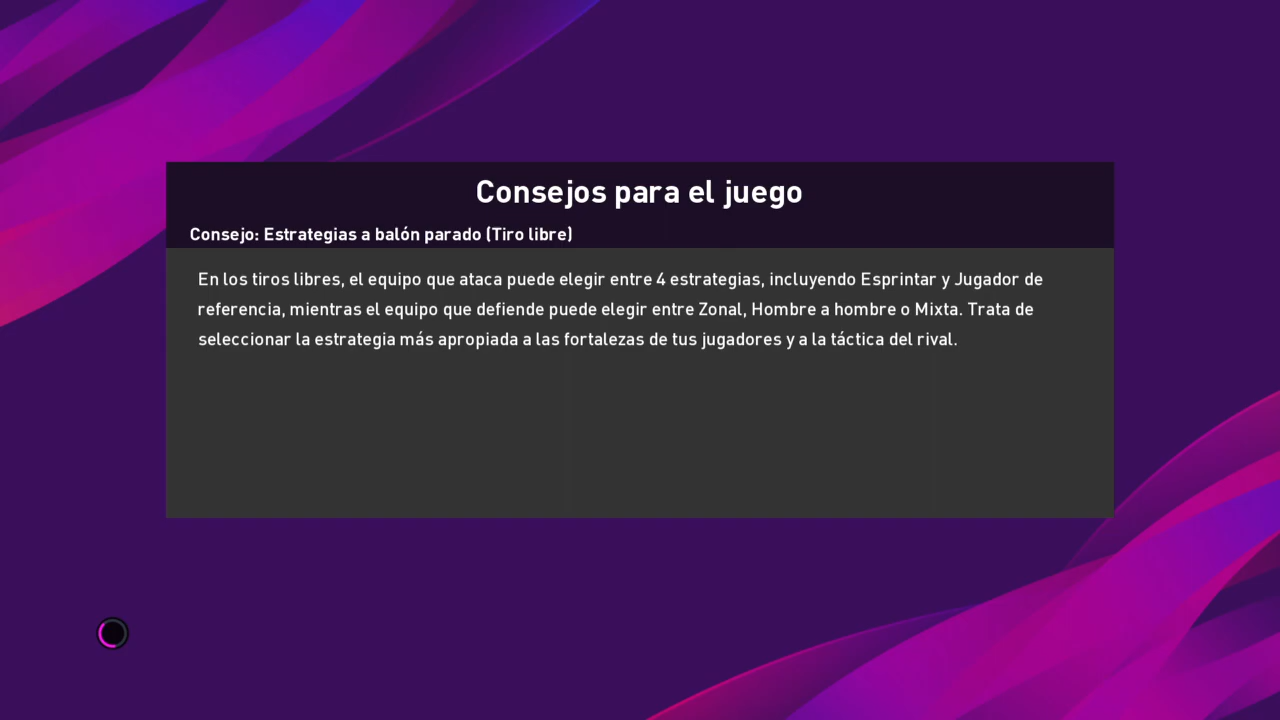 Consejos para el juego
Consejo: Estrategias a balón parado (Tiro libre)
En los tiros libres, el equipo que ataca puede elegir entre 4 estrategias, incluyendo Esprintar y Jugador de
referencia, mientras el equipo que defiende puede elegir entre Zonal, Hombre a hombre o Mixta. Trata de
seleccionar la estrategia más apropiada a las fortalezas de tus jugadores y a la táctica del rival.